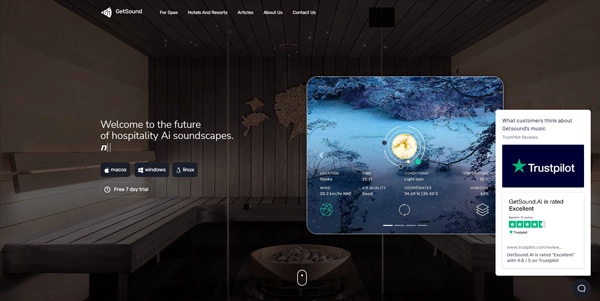 GetSound
For Spas
Hotels And Resorts
Articles
About Us
Contact Us
Welcome to the future
of hospitality Ai soundscapes.
n
macos
windows
linux
Free 7 day trial
LOCATION
Osaka
TIME
21:21
CONDITIONS
Light rain
TEMPERATURE
WIND
20.2 km/hr NNE
AIR QUALITY
Good
COORDINATES
34.69°N 135.50°E
HUMIDITY
What customers think about
Getsound's music
TrustPilot Reviews
Trustpilot
GetSound.Ai is rated
Excellent
Trustpilot
www.trustpilot.com/review...
GetSound.Ai is rated "Excellent"
with 4.6 / 5 on Trustpilot